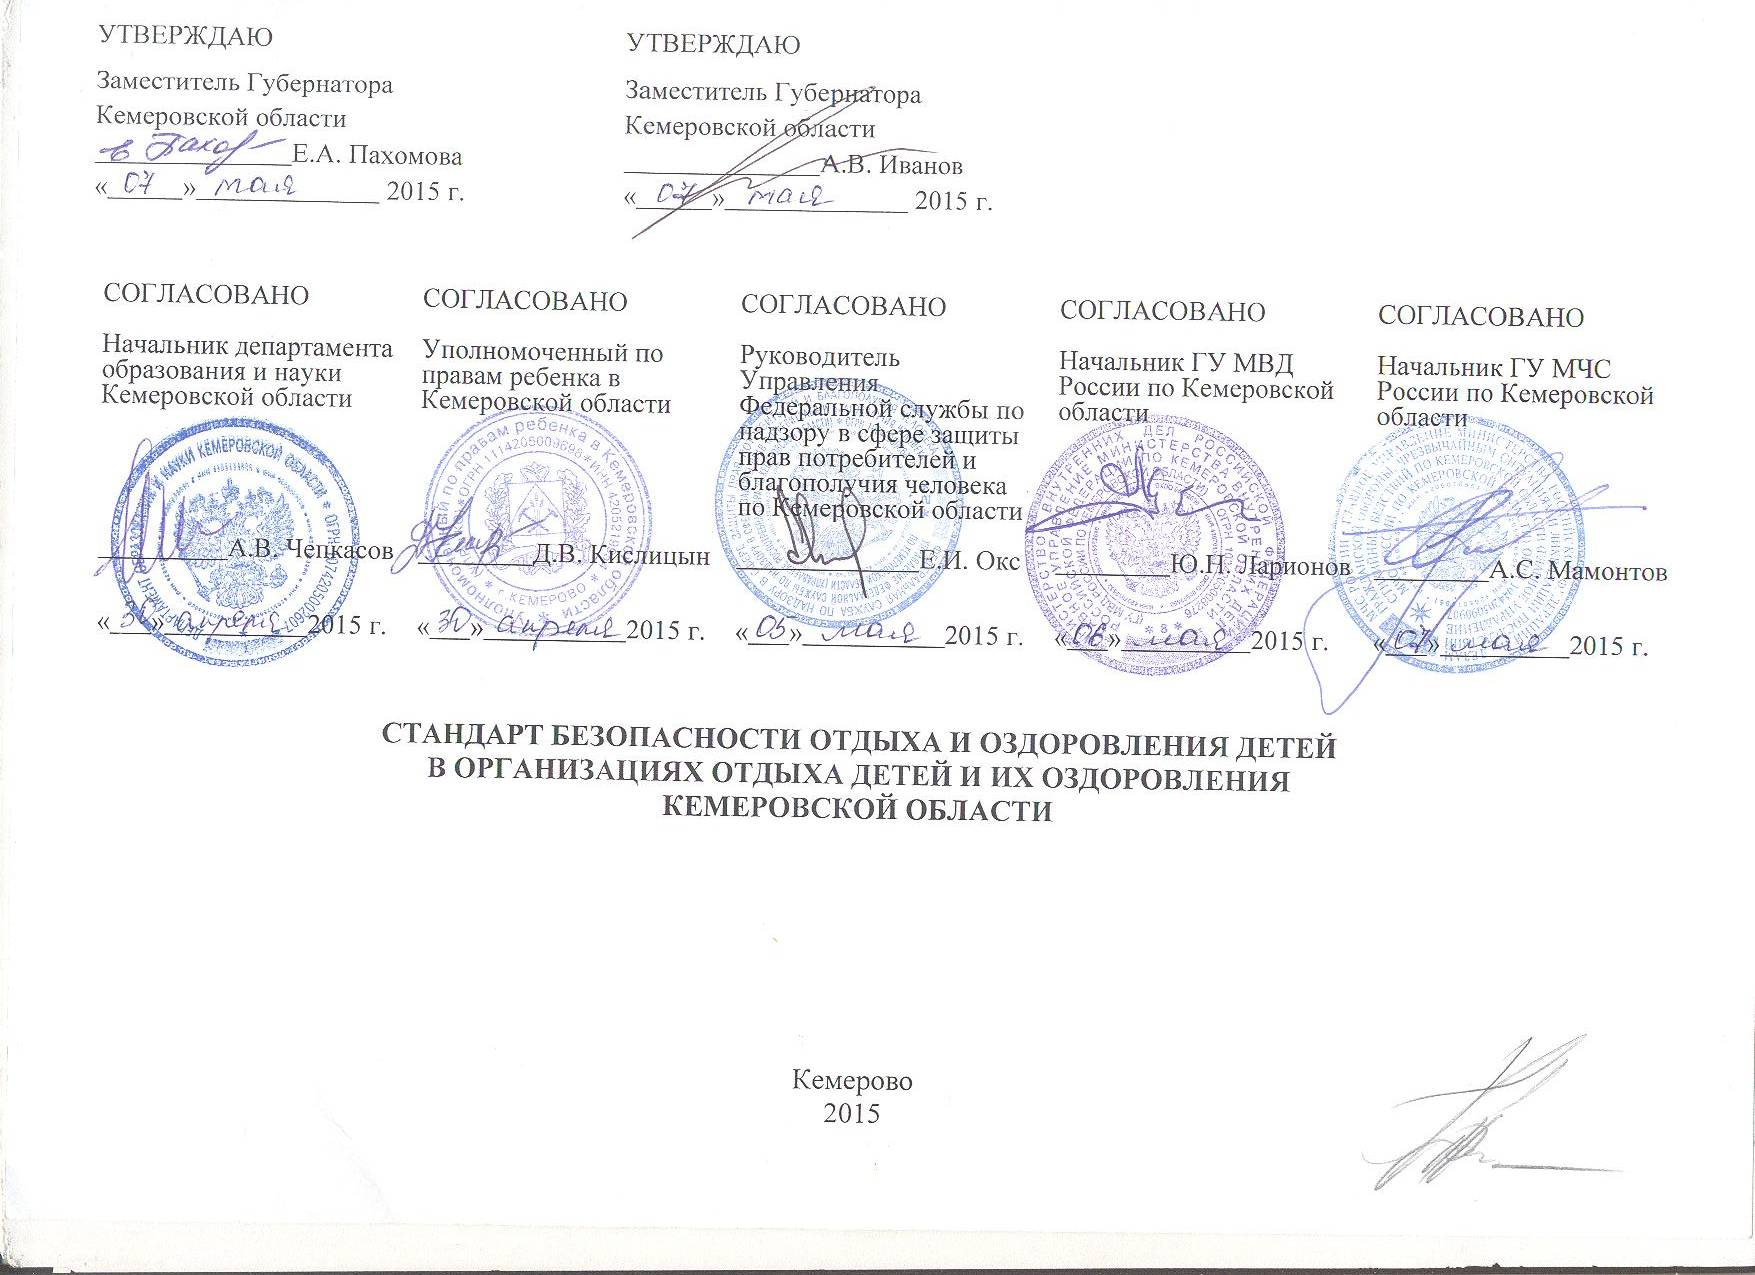 УТВЕРЖДАЮ
Заместитель Губернатора
Кемеровской области
Е.А. Пахомова
«07» мая 2015 г.
УТВЕРЖДАЮ
Заместитель Губернатора
Кемеровской области
А.В. Иванов
«07» мая 2015 г.
СОГЛАСОВАНО
Начальник департамента
образования и науки
Кемеровской области
А.В. Чепкасов
«30» апреля 2015 г.
СОГЛАСОВАНО
Уполномоченный по
правам ребенка в
Кемеровской области
Д.В. Кислицын
«30» апреля 2015 г.
СОГЛАСОВАНО
Руководитель
Управления
Федеральной службы по
надзору в сфере защиты
прав потребителей и
благополучия человека
по Кемеровской области
Е.И. Окс
«05» мая 2015 г.
СОГЛАСОВАНО
Начальник ГУ МВД
России по Кемеровской
области
Ю.Н. Ларионов
«06» мая 2015 г.
СОГЛАСОВАНО
Начальник ГУ МЧС
России по Кемеровской
области
А.С. Мамонтов
«07» мая 2015 г.
СТАНДАРТ БЕЗОПАСНОСТИ ОТДЫХА И ОЗДОРОВЛЕНИЯ ДЕТЕЙ
В ОРГАНИЗАЦИЯХ ОТДЫХА ДЕТЕЙ И ИХ ОЗДОРОВЛЕНИЯ
КЕМЕРОВСКОЙ ОБЛАСТИ
Кемерово
2015